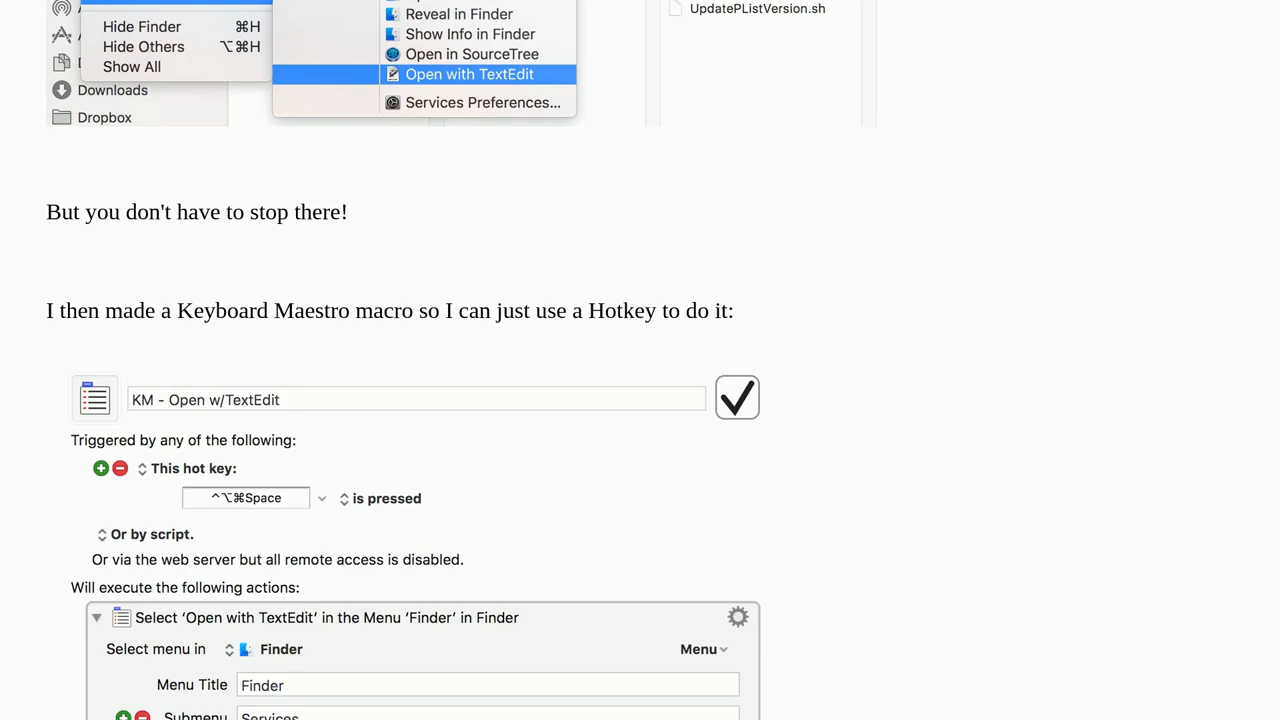 UpdatePListVersion.sh
Reveal in Finder
Hide Finder ⌘H
Show Info in Finder
Hide Others ⌥⌘H
Open in SourceTree
Show All
Open with TextEdit
Downloads
Services Preferences...
Dropbox
But you don't have to stop there!
I then made a Keyboard Maestro macro so I can just use a Hotkey to do it:
KM - Open w/TextEdit
Triggered by any of the following:
This hot key:
^⌥⌘Space is pressed
Or by script.
Or via the web server but all remote access is disabled.
Will execute the following actions:
Select ‘Open with TextEdit’ in the Menu ‘Finder’ in Finder
Select menu in Finder Menu
Menu Title Finder
Submenu Services